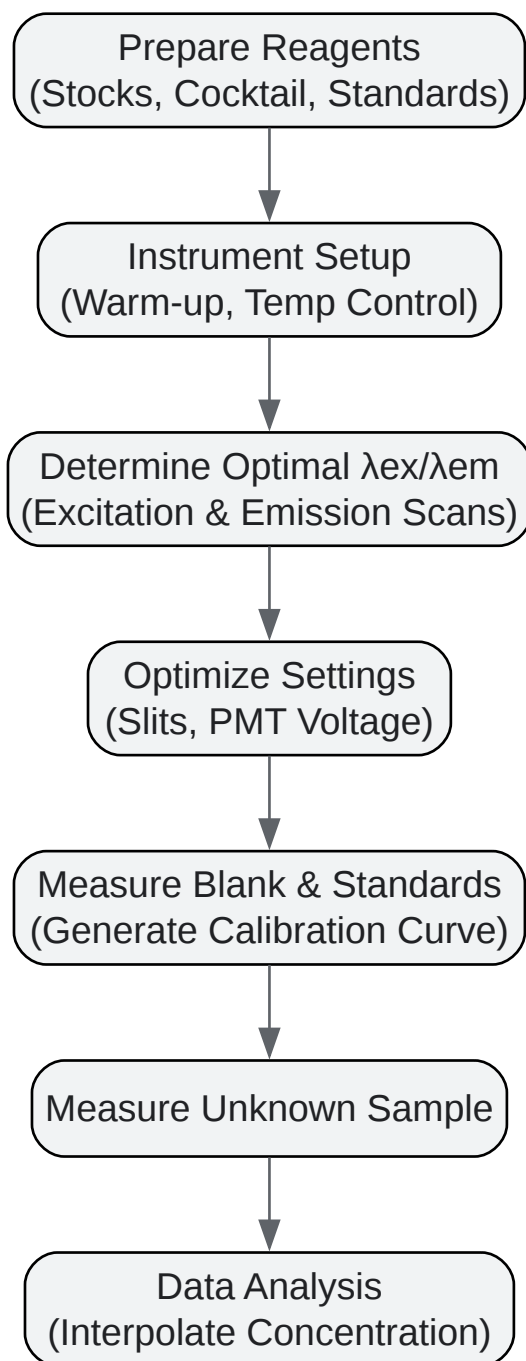 Prepare Reagents
(Stocks, Cocktail, Standards)
Instrument Setup
(Warm-up, Temp Control)
Determine Optimal λex/λem
(Excitation & Emission Scans)
Optimize Settings
(Slits, PMT Voltage)
Measure Blank & Standards
(Generate Calibration Curve)
Measure Unknown Sample
Data Analysis
(Interpolate Concentration)